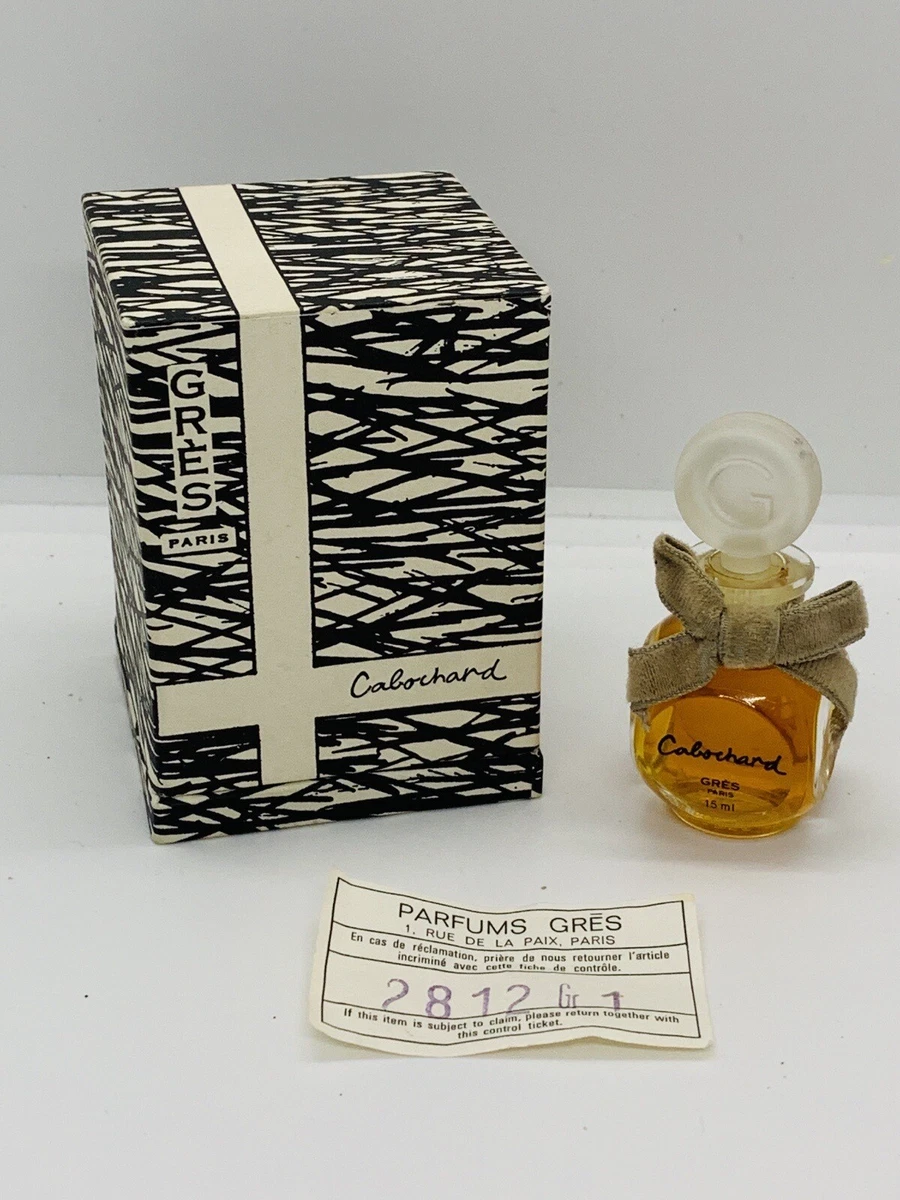 GRÈS
PARIS
Cabochard
G
Cabochard
GRÈS
PARIS
15 ml
PARFUMS GRÈS
1, RUE DE LA PAIX, PARIS
En cas de réclamation, prière de nous retourner l'article
incriminé avec cette fiche de contrôle.
2812 Gr 1
If this item is subject to claim, please return together with
this control ticket.